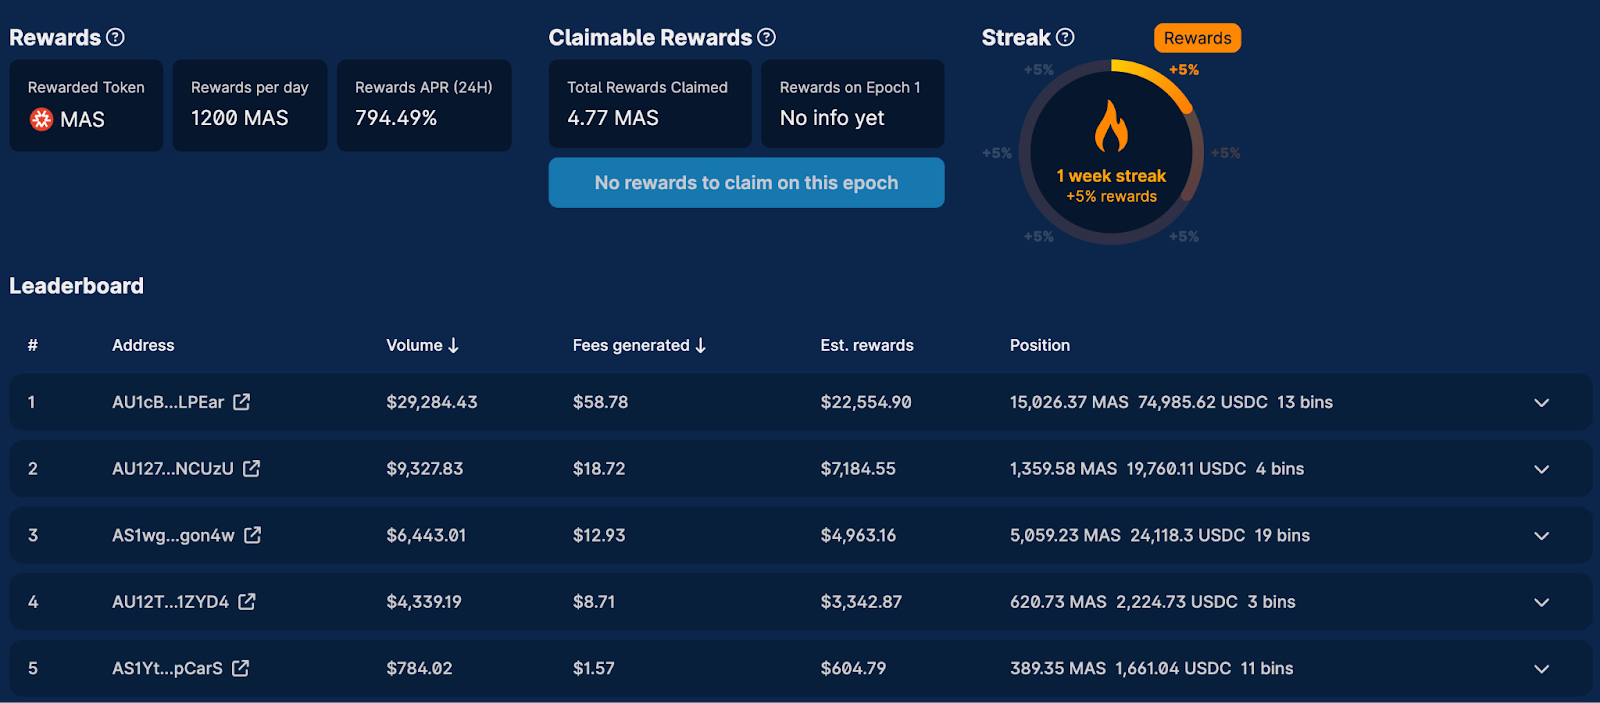 Rewards
Rewarded Token
MAS
Rewards per day
1200 MAS
Rewards APR (24H)
794.49%
Claimable Rewards
Total Rewards Claimed
4.77 MAS
Rewards on Epoch 1
No info yet
No rewards to claim on this epoch
Streak
Rewards
+5%
+5%
+5%
+5%
+5%
+5%
1 week streak
+5% rewards
Leaderboard
# Address Volume ↓ Fees generated ↓ Est. rewards Position
1 AU1cB...LPEar $29,284.43 $58.78 $22,554.90 15,026.37 MAS 74,985.62 USDC 13 bins
2 AU127...NCUzU $9,327.83 $18.72 $7,184.55 1,359.58 MAS 19,760.11 USDC 4 bins
3 AS1wg...gon4w $6,443.01 $12.93 $4,963.16 5,059.23 MAS 24,118.3 USDC 19 bins
4 AU12T...1ZYD4 $4,339.19 $8.71 $3,342.87 620.73 MAS 2,224.73 USDC 3 bins
5 AS1Yt...pCarS $784.02 $1.57 $604.79 389.35 MAS 1,661.04 USDC 11 bins